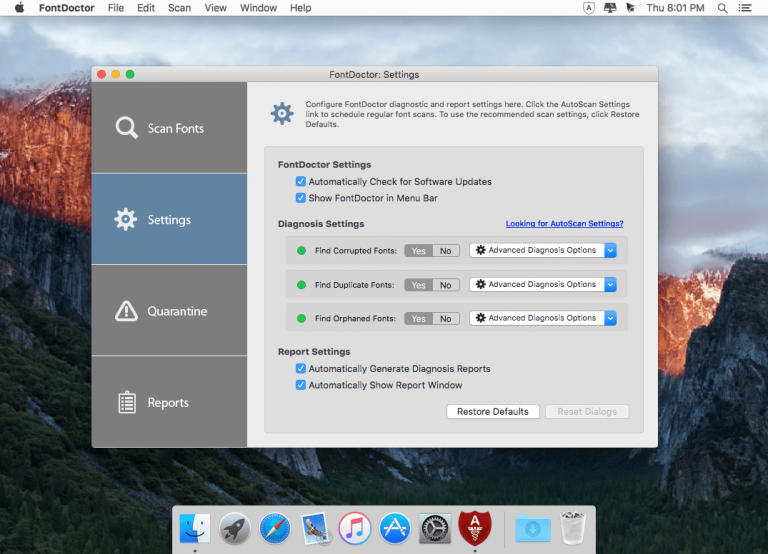 FontDoctor File Edit Scan View Window Help Thu 8:01 PM
FontDoctor: Settings
Scan Fonts
Settings
Quarantine
Reports
Configure FontDoctor diagnostic and report settings here. Click the AutoScan Settings
link to schedule regular font scans. To use the recommended scan settings, click Restore
Defaults.
FontDoctor Settings
Automatically Check for Software Updates
Show FontDoctor in Menu Bar
Diagnosis Settings Looking for AutoScan Settings?
Find Corrupted Fonts: Yes No Advanced Diagnosis Options
Find Duplicate Fonts: Yes No Advanced Diagnosis Options
Find Orphaned Fonts: Yes No Advanced Diagnosis Options
Report Settings
Automatically Generate Diagnosis Reports
Automatically Show Report Window
Restore Defaults Reset Dialogs
A